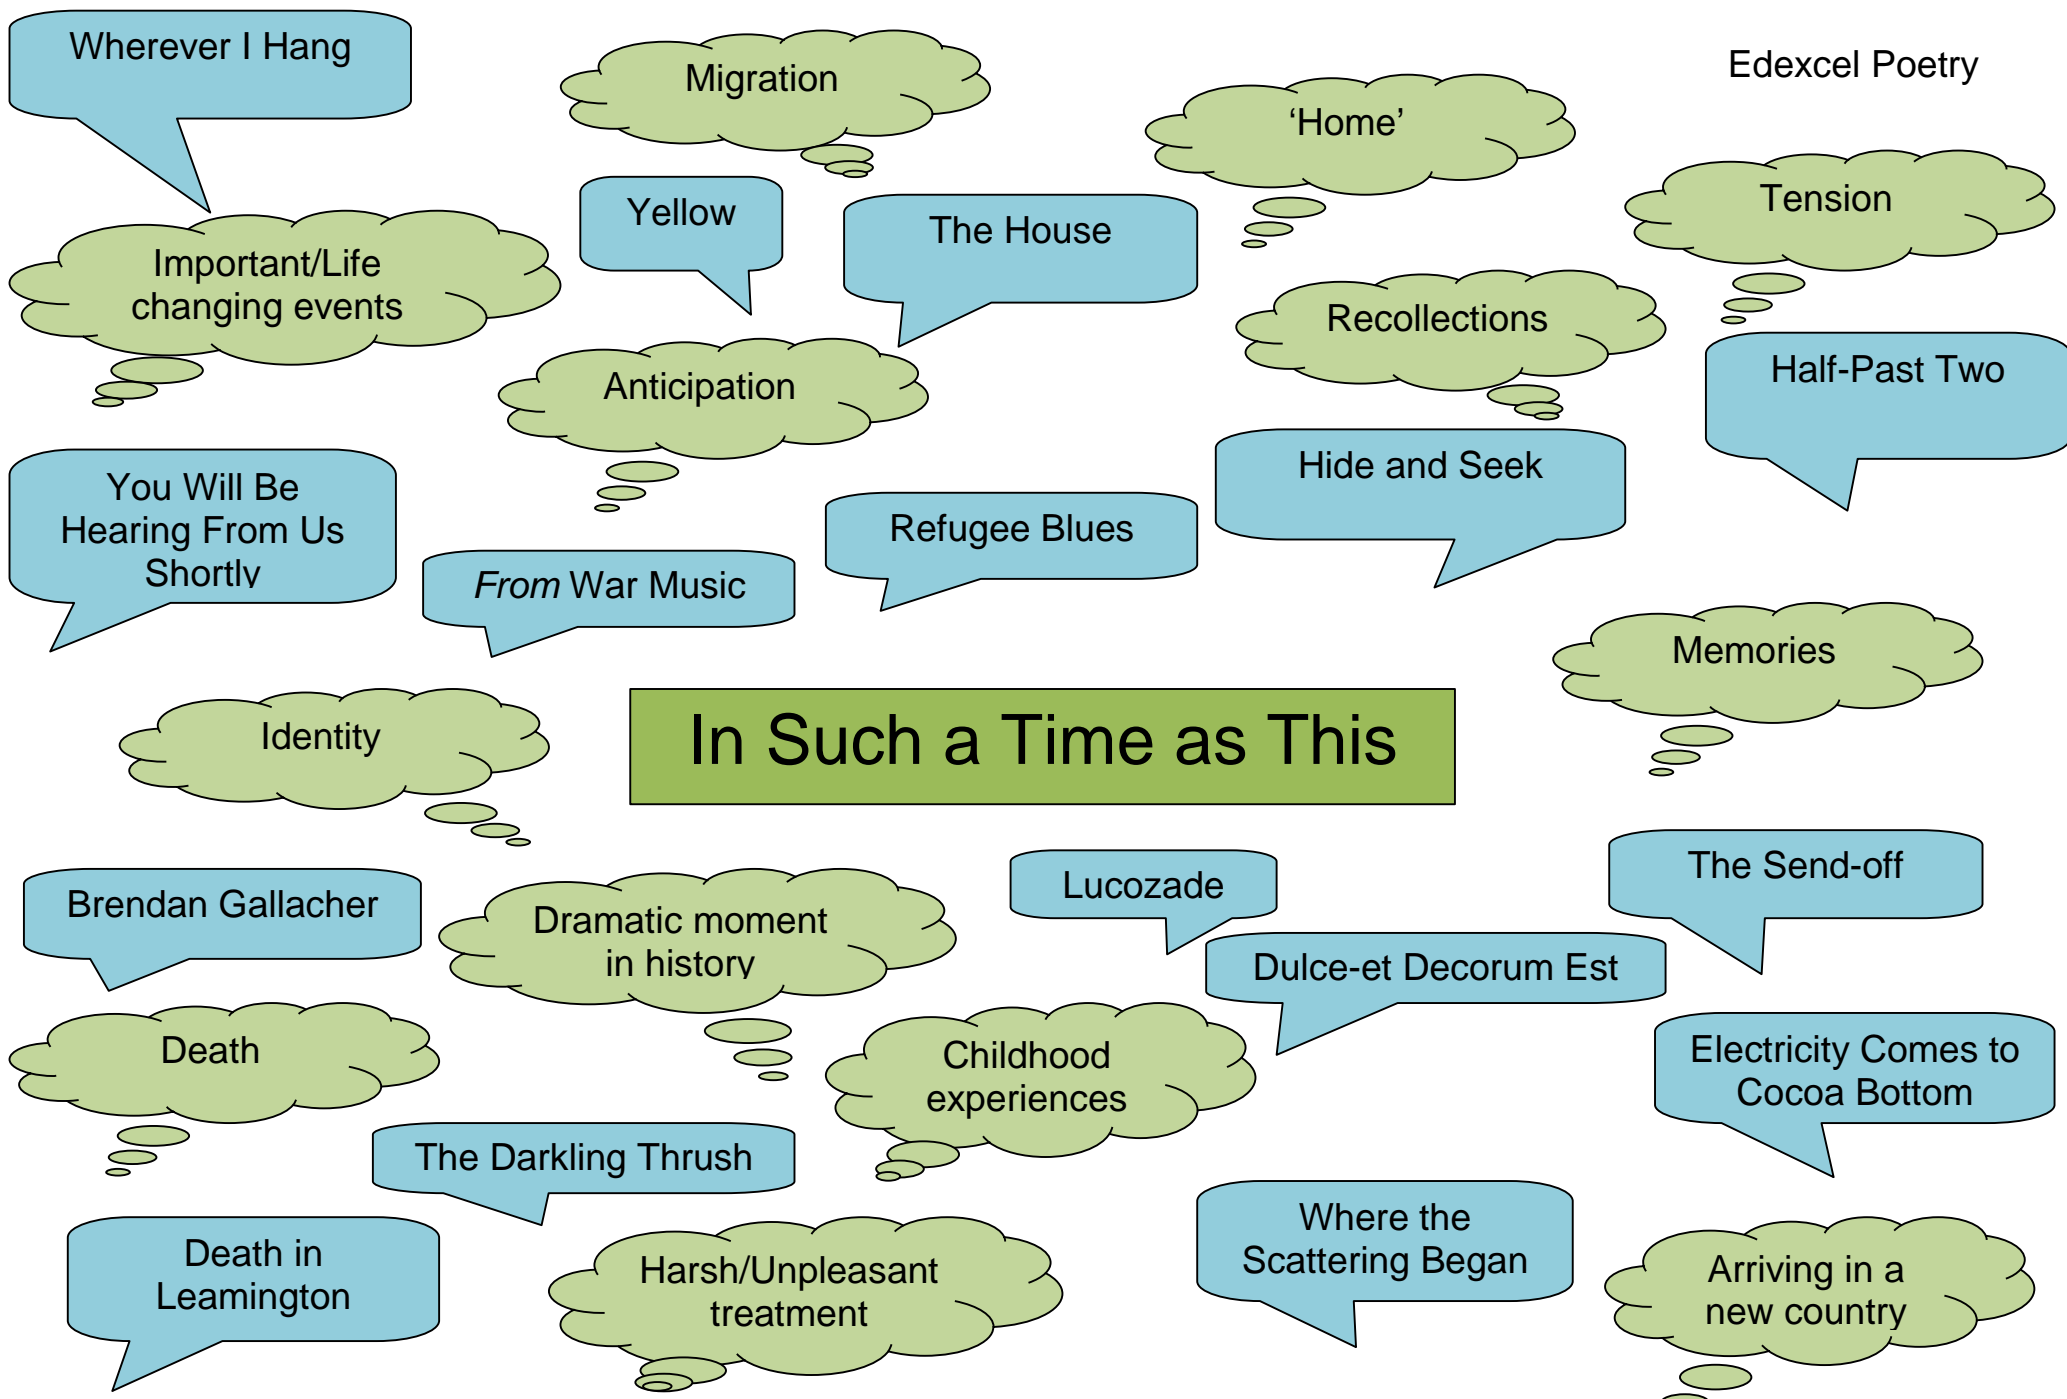 Wherever I Hang
Migration
Edexcel Poetry
'Home'
Tension
Yellow
The House
Important/Life
changing events
Recollections
Half-Past Two
Anticipation
Hide and Seek
You Will Be
Hearing From Us
Shortly
Refugee Blues
From War Music
Memories
Identity
In Such a Time as This
The Send-off
Lucozade
Brendan Gallacher
Dramatic moment
in history
Dulce-et Decorum Est
Death
Childhood
experiences
Electricity Comes to
Cocoa Bottom
The Darkling Thrush
Where the
Scattering Began
Death in
Leamington
Harsh/Unpleasant
treatment
Arriving in a
new country